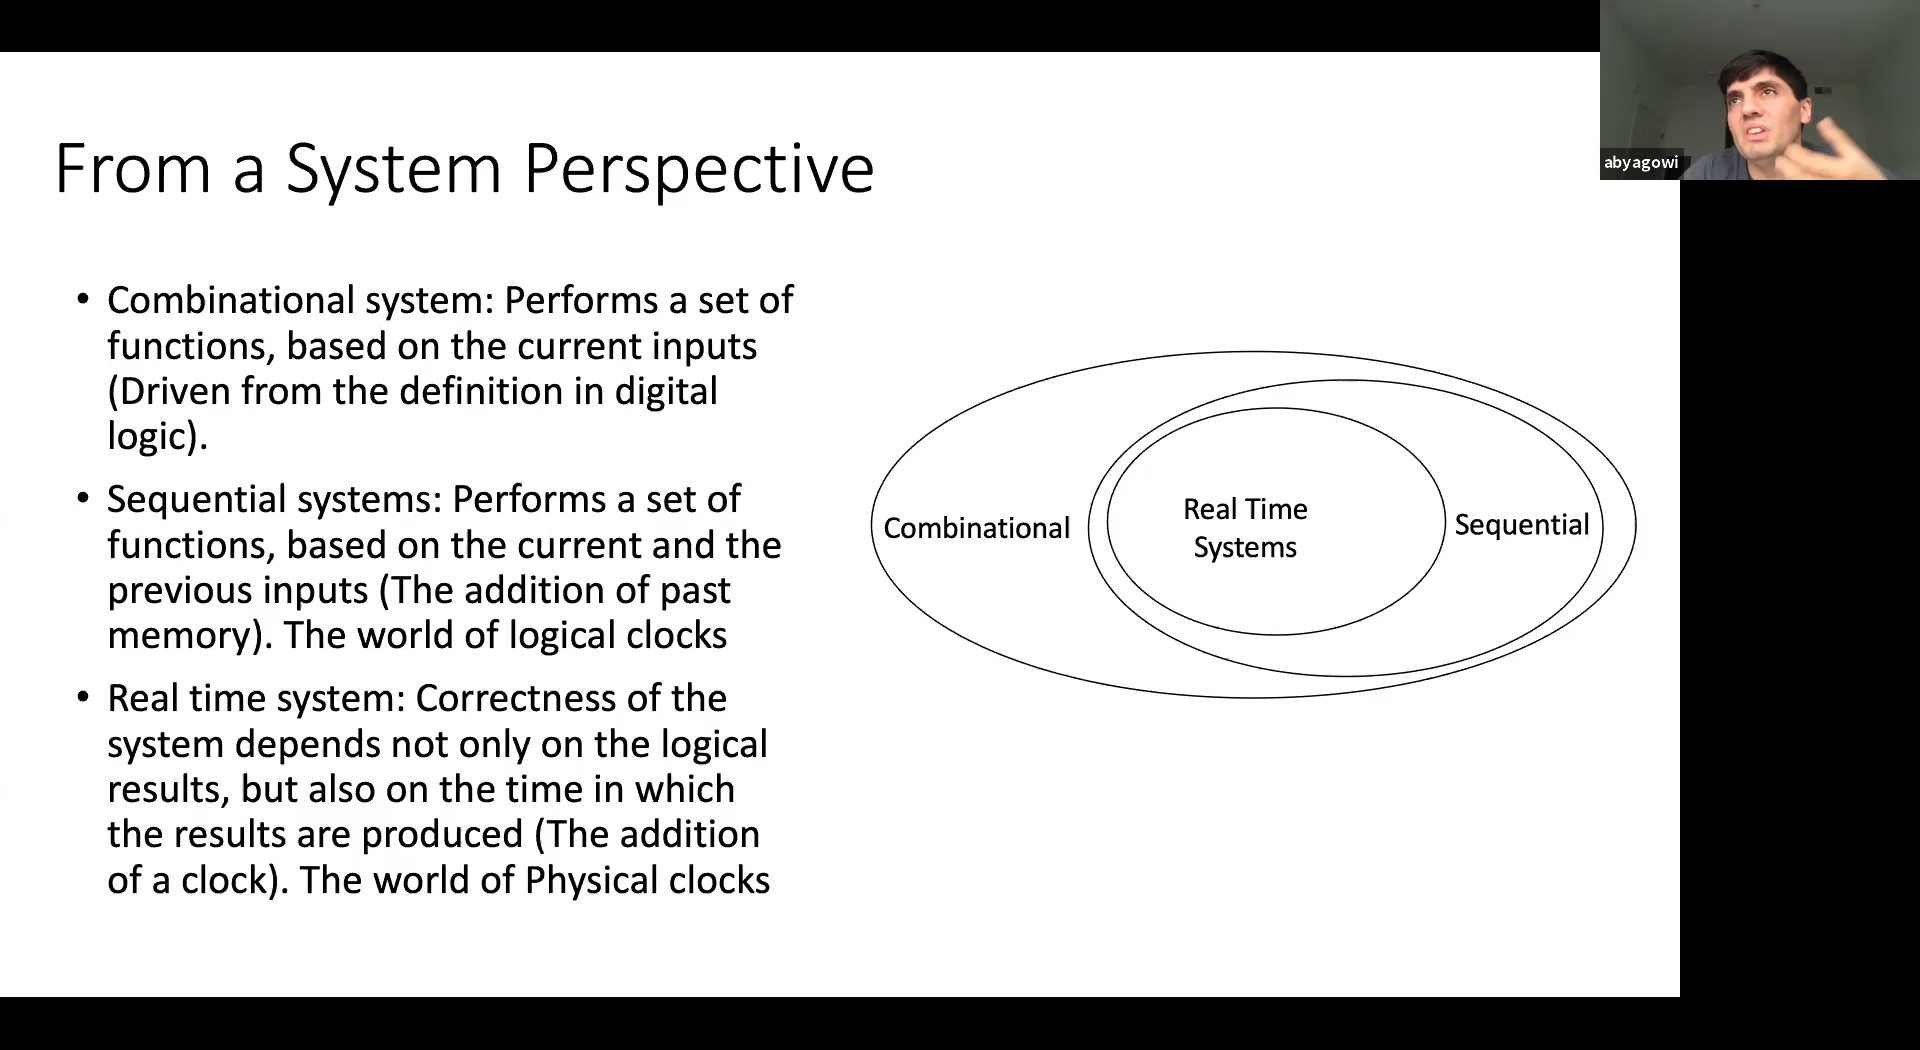 From a System Perspective
• Combinational system: Performs a set of
functions, based on the current inputs
(Driven from the definition in digital
logic).
• Sequential systems: Performs a set of
functions, based on the current and the
previous inputs (The addition of past
memory). The world of logical clocks
• Real time system: Correctness of the
system depends not only on the logical
results, but also on the time in which
the results are produced (The addition
of a clock). The world of Physical clocks
Combinational
Real Time
Systems
Sequential
abyagowi